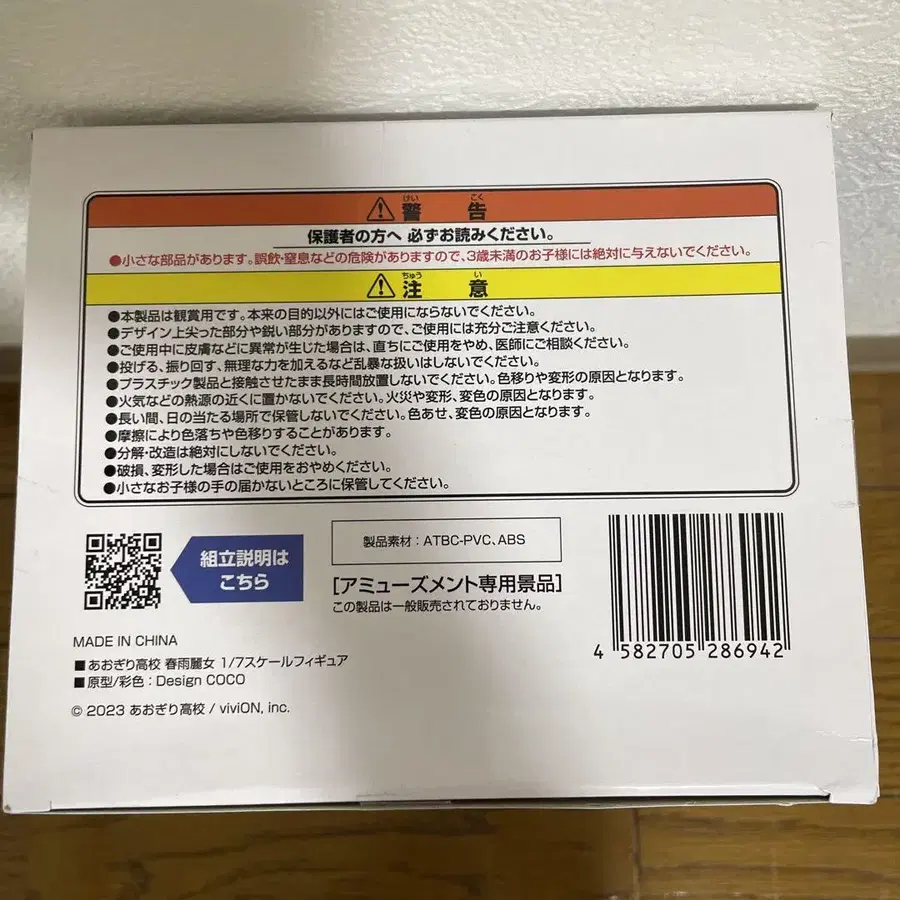 けい こく
警 告
保護者の方へ 必ずお読みください。
●小さな部品があります。誤飲・窒息などの危険がありますので、3歳未満のお子様には絶対に与えないでください。
ちゅう い
注 意
●本製品は観賞用です。本来の目的以外にはご使用にならないでください。
●デザイン上尖った部分や鋭い部分がありますので、ご使用には充分ご注意ください。
●ご使用中に皮膚などに異常が生じた場合は、直ちにご使用をやめ、医師にご相談ください。
●投げる、振り回す、無理な力を加えるなど乱暴な扱いはしないでください。
●プラスチック製品と接触させたまま長時間放置しないでください。色移りや変形の原因となります。
●火気などの熱源の近くに置かないでください。火災や変形、変色の原因となります。
●長い間、日の当たる場所で保管しないでください。色あせ、変色の原因となります。
●摩擦により色落ちや色移りすることがあります。
●分解・改造は絶対にしないでください。
●破損、変形した場合はご使用をおやめください。
●小さなお子様の手の届かないところに保管してください。
組立説明は
こちら
製品素材：ATBC-PVC、ABS
[アミューズメント専用景品]
この製品は一般販売されておりません。
4 582705 286942
MADE IN CHINA
■あおぎり高校 春雨麗女 1/7スケールフィギュア
■原型/彩色：Design COCO
© 2023 あおぎり高校 / viviON, inc.